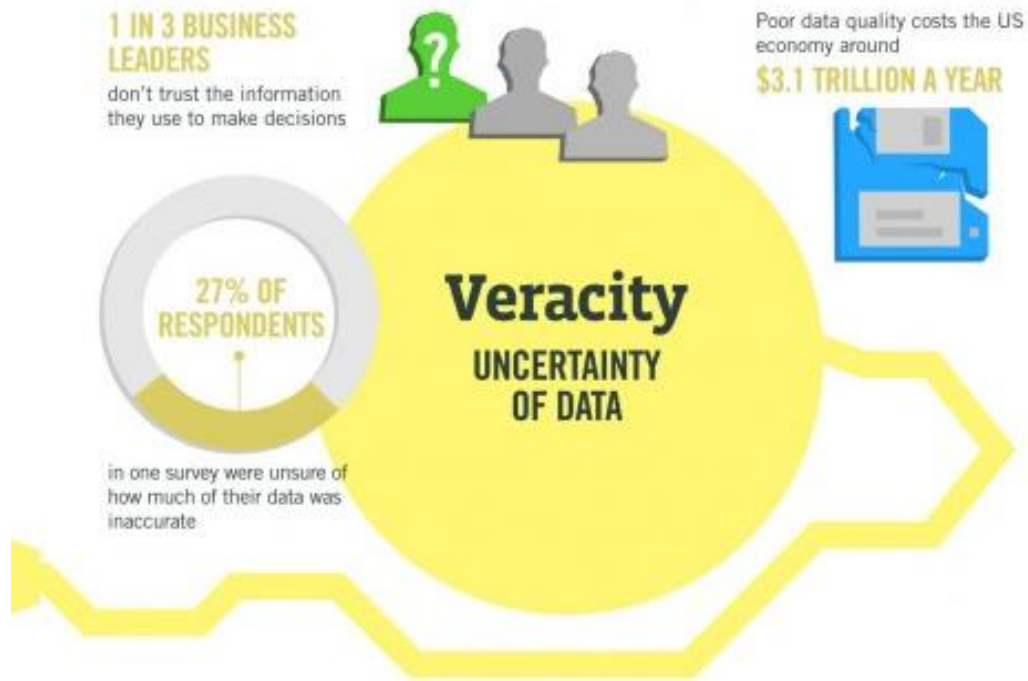 1 IN 3 BUSINESS
LEADERS
don't trust the information
they use to make decisions
?
Poor data quality costs the US
economy around
$3.1 TRILLION A YEAR
27% OF
RESPONDENTS
in one survey were unsure of
how much of their data was
inaccurate
Veracity
UNCERTAINTY
OF DATA